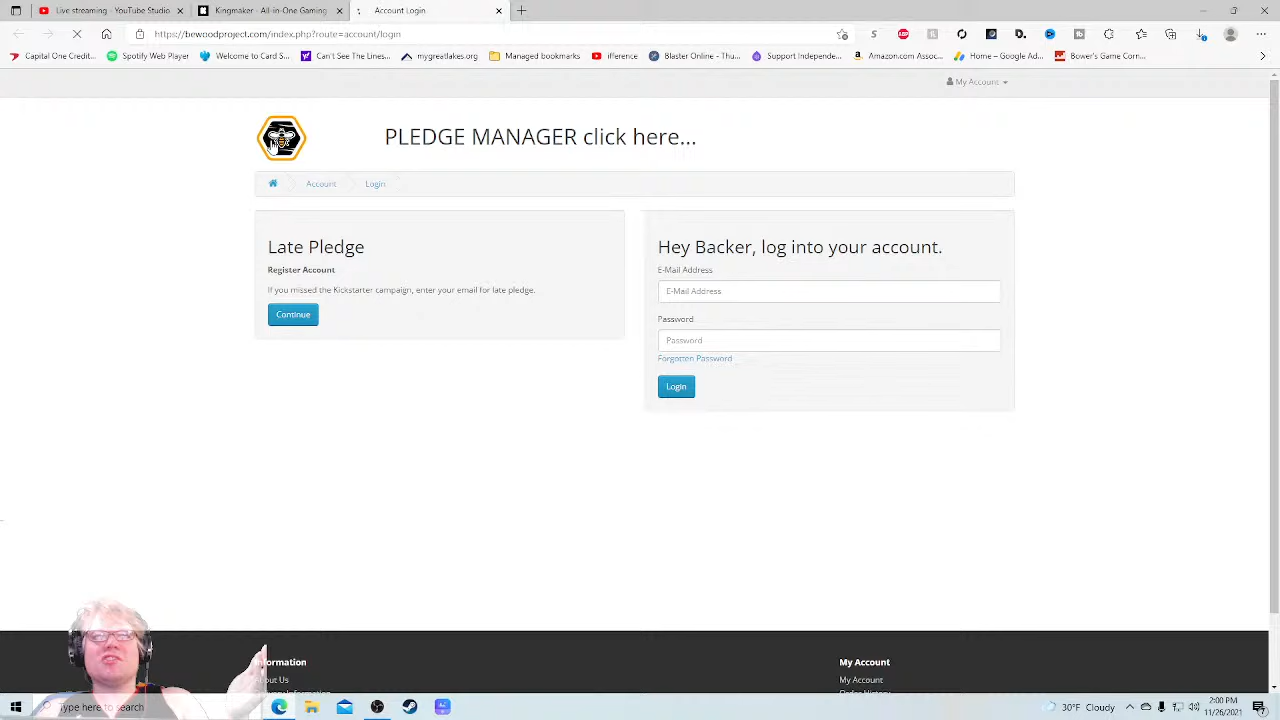 Live streaming - YouTube Studio
Kingmaker - All-in-One Gaming
Account Login
https://bewoodproject.com/index.php?route=account/login
Capital One Credit...
Spotify Web Player
Welcome to Card S...
Can't See The Lines...
mygreatlakes.org
Managed bookmarks
ifference
Blaster Online - Thu...
Support Independe...
Amazon.com Assoc...
Home – Google Ad...
Bower's Game Corn...
My Account
PLEDGE MANAGER click here...
Account
Login
Late Pledge
Register Account
If you missed the Kickstarter campaign, enter your email for late pledge.
Continue
Hey Backer, log into your account.
E-Mail Address
E-Mail Address
Password
Password
Forgotten Password
Login
Information
About Us
My Account
My Account
Type here to search
30°F Cloudy
2:00 PM
11/26/2021